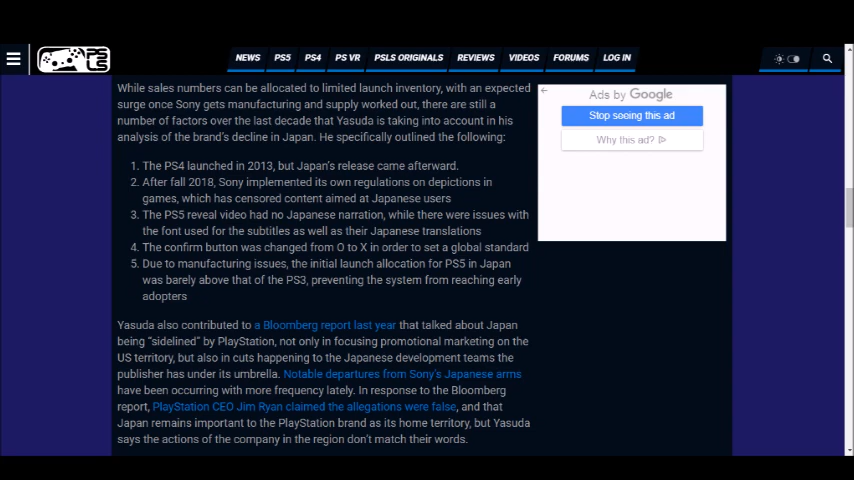 PS LS
NEWS PS5 PS4 PS VR PSLS ORIGINALS REVIEWS VIDEOS FORUMS LOG IN
While sales numbers can be allocated to limited launch inventory, with an expected
surge once Sony gets manufacturing and supply worked out, there are still a
number of factors over the last decade that Yasuda is taking into account in his
analysis of the brand's decline in Japan. He specifically outlined the following:
1. The PS4 launched in 2013, but Japan's release came afterward.
2. After fall 2018, Sony implemented its own regulations on depictions in
games, which has censored content aimed at Japanese users
3. The PS5 reveal video had no Japanese narration, while there were issues with
the font used for the subtitles as well as their Japanese translations
4. The confirm button was changed from O to X in order to set a global standard
5. Due to manufacturing issues, the initial launch allocation for PS5 in Japan
was barely above that of the PS3, preventing the system from reaching early
adopters
Yasuda also contributed to a Bloomberg report last year that talked about Japan
being "sidelined" by PlayStation, not only in focusing promotional marketing on the
US territory, but also in cuts happening to the Japanese development teams the
publisher has under its umbrella. Notable departures from Sony's Japanese arms
have been occurring with more frequency lately. In response to the Bloomberg
report, PlayStation CEO Jim Ryan claimed the allegations were false, and that
Japan remains important to the PlayStation brand as its home territory, but Yasuda
says the actions of the company in the region don't match their words.
Ads by Google
Stop seeing this ad
Why this ad?